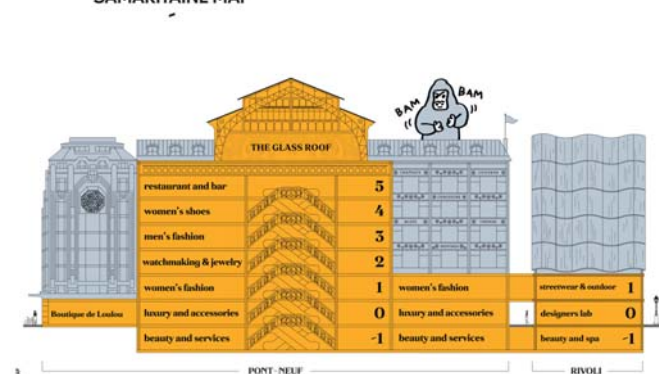 SAMARITAINE MAP
BAM BAM
THE GLASS ROOF
restaurant and bar 5
women's shoes 4
men's fashion 3
watchmaking & jewelry 2
women's fashion 1 women's fashion streetwear & outdoor 1
Boutique de Loulou luxury and accessories 0 luxury and accessories designers lab 0
beauty and services -1 beauty and services beauty and spa -1
PONT-NEUF RIVOLI